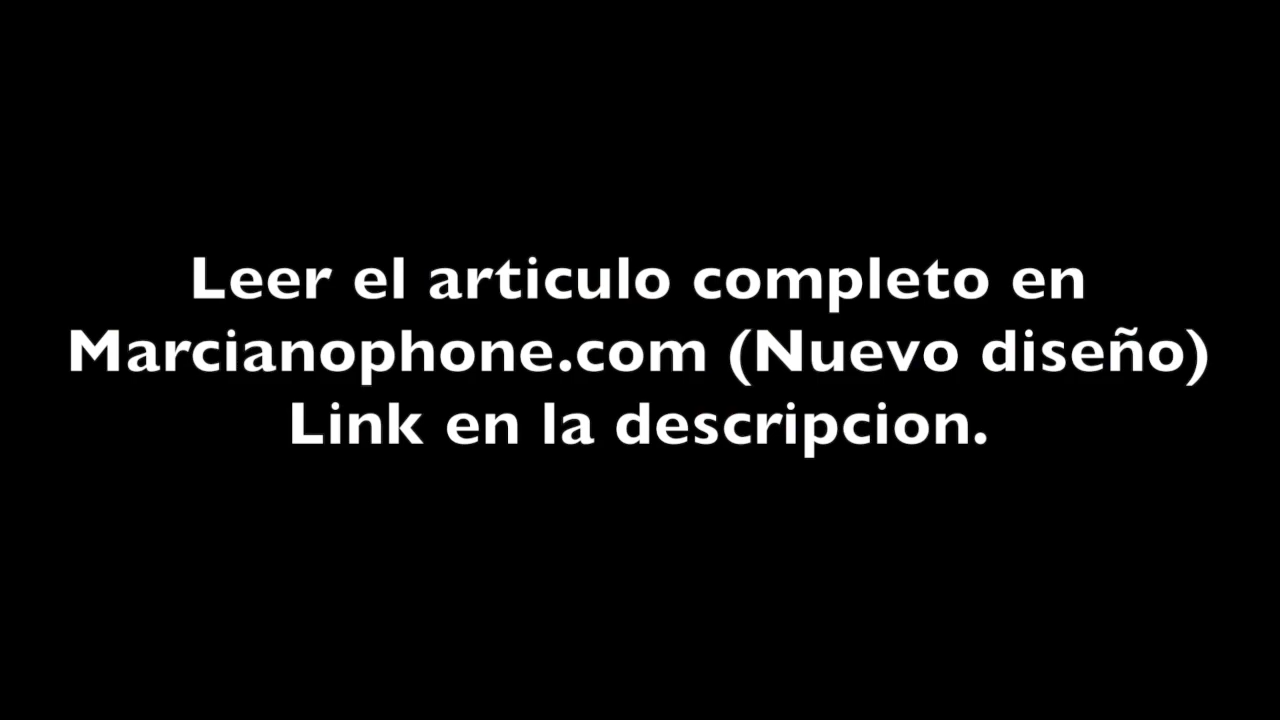 Leer el articulo completo en
Marcianophone.com (Nuevo diseño)
Link en la descripcion.